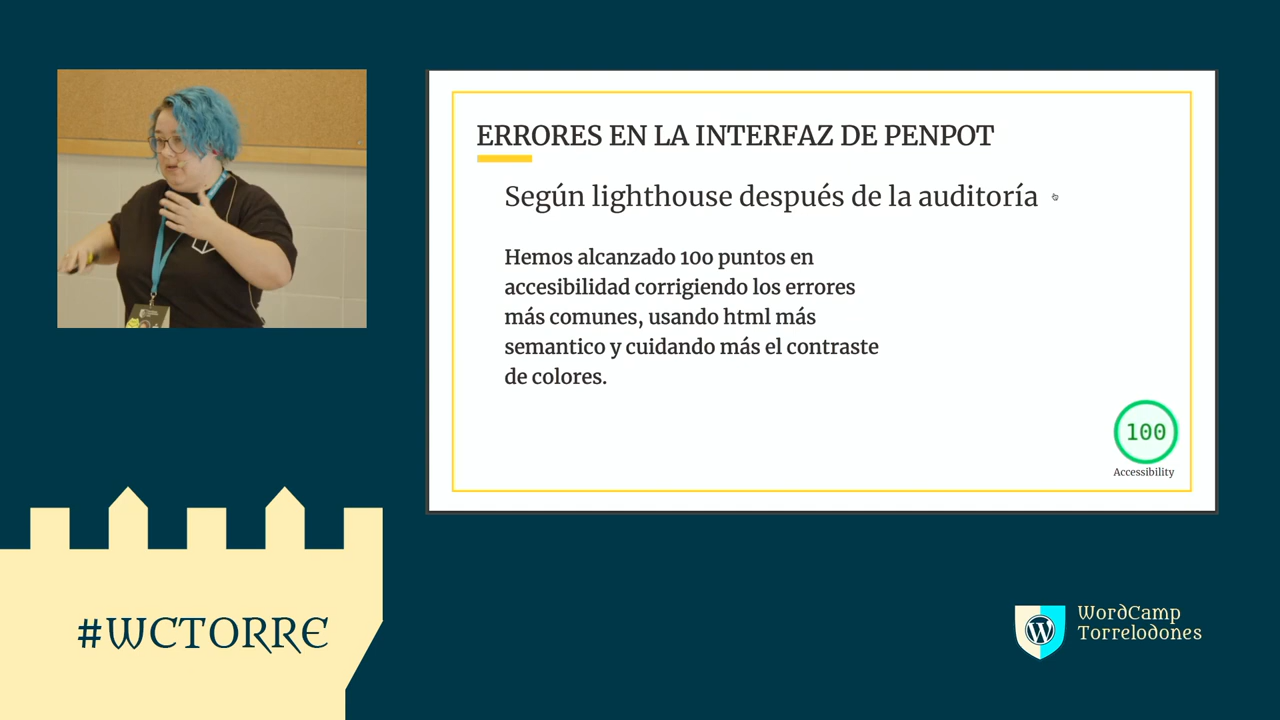 ERRORES EN LA INTERFAZ DE PENPOT
Según lighthouse después de la auditoría
Hemos alcanzado 10o puntos en
accesibilidad corrigiendo los errores
más comunes, usando html más
semantico y cuidando más el contraste
de colores.
100
Accessibility
#WCTORRE
WordCamp
Torrelodones